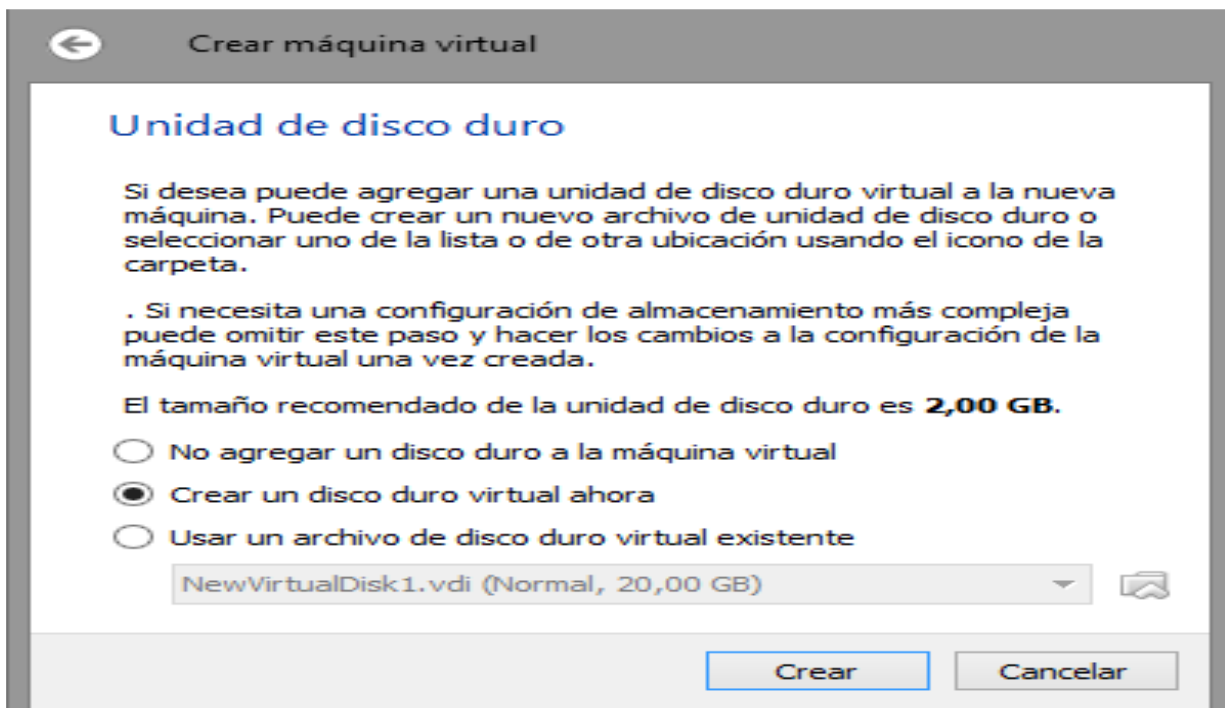 Crear máquina virtual
Unidad de disco duro
Si desea puede agregar una unidad de disco duro virtual a la nueva
máquina. Puede crear un nuevo archivo de unidad de disco duro o
seleccionar uno de la lista o de otra ubicación usando el icono de la
carpeta.
. Si necesita una configuración de almacenamiento más compleja
puede omitir este paso y hacer los cambios a la configuración de la
máquina virtual una vez creada.
El tamaño recomendado de la unidad de disco duro es 2,00 GB.
No agregar un disco duro a la máquina virtual
Crear un disco duro virtual ahora
Usar un archivo de disco duro virtual existente
NewVirtualDisk1.vdi (Normal, 20,00 GB)
Crear
Cancelar